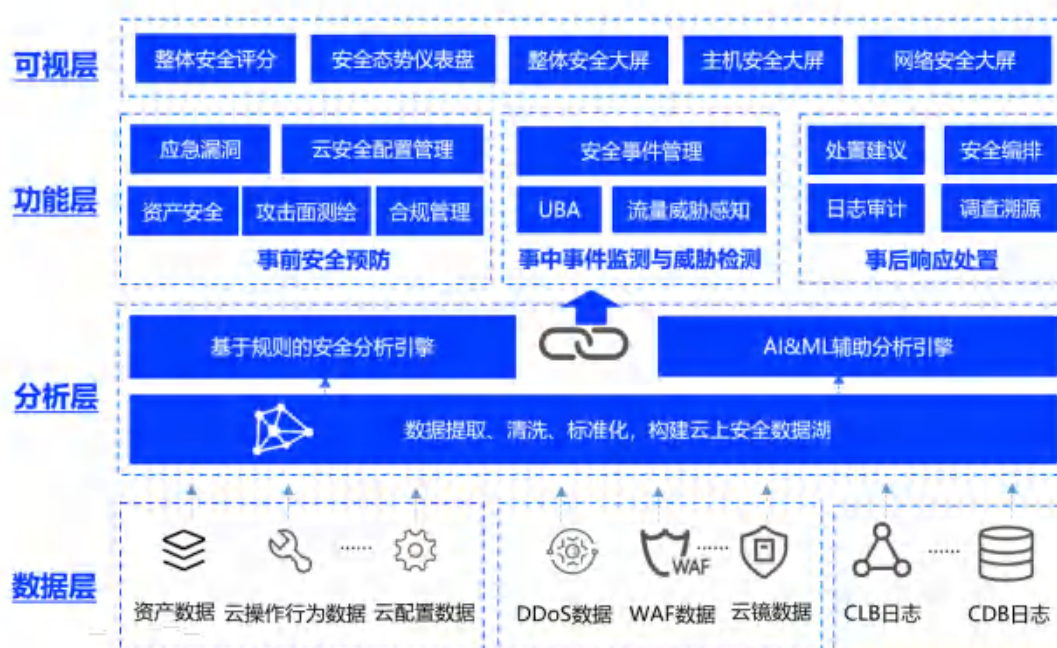 可视层
整体安全评分
安全态势仪表盘
整体安全大屏
主机安全大屏
网络安全大屏
功能层
应急漏洞
云安全配置管理
资产安全
攻击面测绘
合规管理
事前安全预防
安全事件管理
UBA
流量威胁感知
事中事件监测与威胁检测
处置建议
安全编排
日志审计
调查溯源
事后响应处置
分析层
基于规则的安全分析引擎
AI&ML辅助分析引擎
数据提取、清洗、标准化，构建云上安全数据湖
数据层
资产数据
云操作行为数据
......
云配置数据
DDoS数据
WAF
WAF数据
......
云镜数据
CLB日志
......
CDB日志